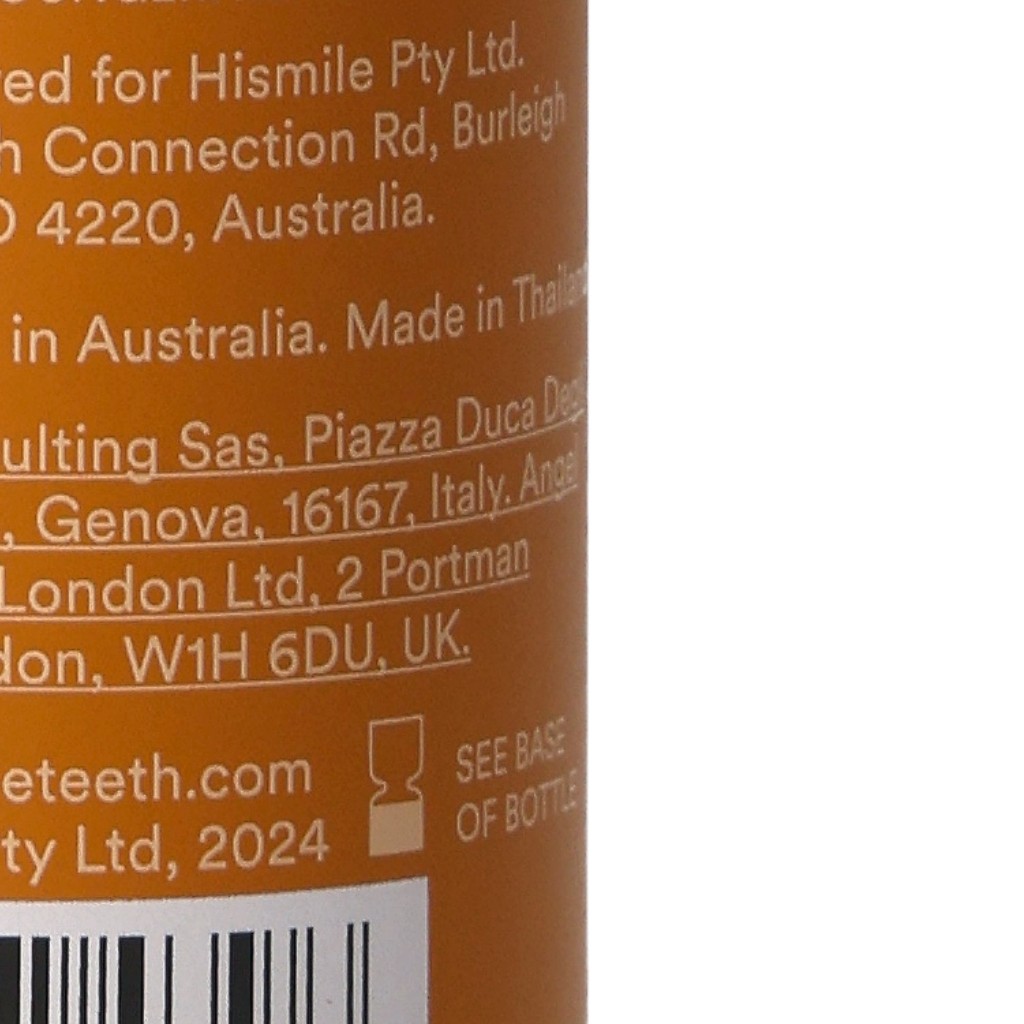 ed for Hismile Pty Ltd.
h Connection Rd, Burleigh
4220, Australia.
in Australia. Made in Thailand
ulting Sas, Piazza Duca
, Genova, 16167, Italy. Angel
London Ltd, 2 Portman
don, W1H 6DU, UK.
eteeth.com
SEE BASE
OF BOTTLE
ty Ltd, 2024